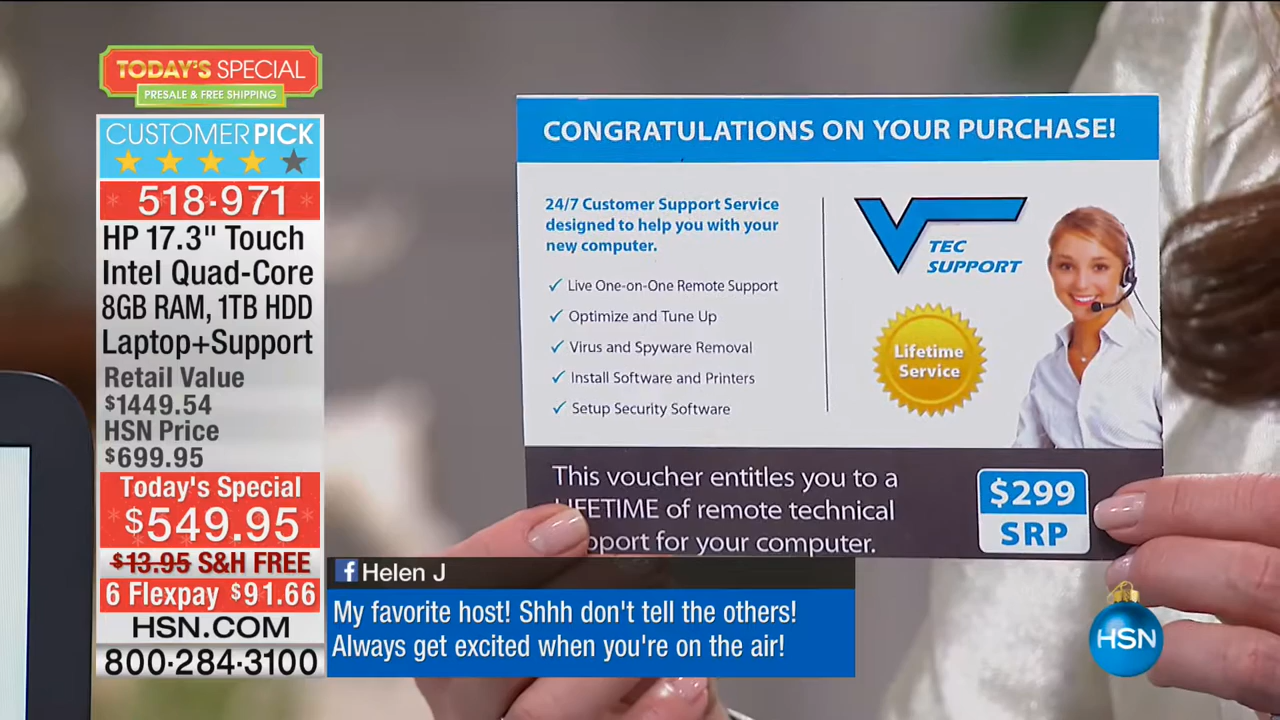 TODAY'S SPECIAL
PRESALE & FREE SHIPPING
CUSTOMER PICK
518-971
HP 17.3" Touch
Intel Quad-Core
8GB RAM, 1TB HDD
Laptop+Support
Retail Value
$1449.54
HSN Price
$699.95
Today's Special
$549.95
$13.95 S&H FREE
6 Flexpay $91.66
HSN.COM
800-284-3100
CONGRATULATIONS ON YOUR PURCHASE!
24/7 Customer Support Service
designed to help you with your
new computer.
✓ Live One-on-One Remote Support
✓ Optimize and Tune Up
✓ Virus and Spyware Removal
✓ Install Software and Printers
✓ Setup Security Software
V TEC
SUPPORT
Lifetime
Service
This voucher entitles you to a
LIFETIME of remote technical
for your computer.
$299
SRP
f Helen J
My favorite host! Shhh don't tell the others!
Always get excited when you're on the air!
HSN